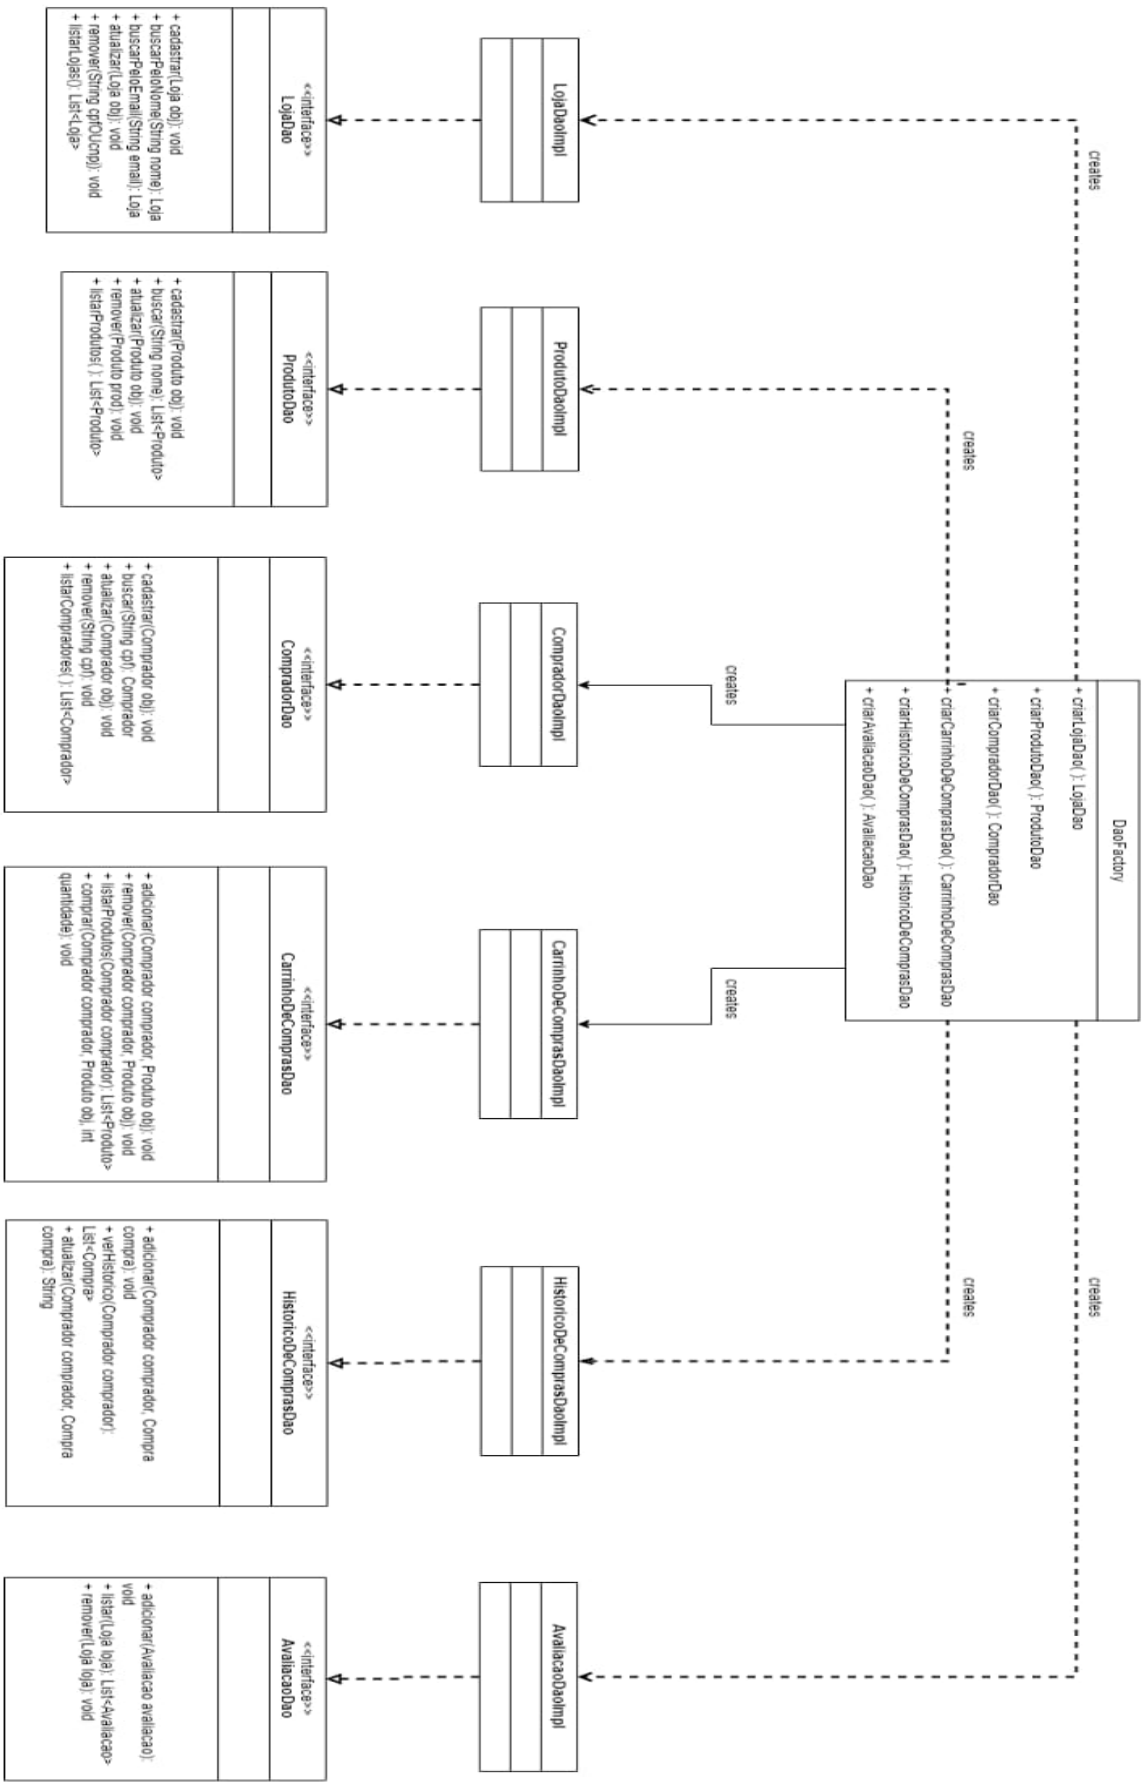 DaoFactory
+ criarLojaDao( ): LojaDao
+ criarProdutoDao( ): ProdutoDao
+ criarCompradorDao( ): CompradorDao
+ criarCarrinhoDeComprasDao( ): CarrinhoDeComprasDao
+ criarHistoricoDeComprasDao( ): HistoricoDeComprasDao
+ criarAvaliacaoDao( ): AvaliacaoDao
creates
creates
creates
creates
creates
creates
LojaDaoImpl
ProdutoDaoImpl
CompradorDaoImpl
CarrinhoDeComprasDaoImpl
HistoricoDeComprasDaoImpl
AvaliacaoDaoImpl
<<interface>>
LojaDao
+ cadastrar(Loja obj): void
+ buscarPeloNome(String nome): Loja
+ buscarPeloEmail(String email): Loja
+ atualizar(Loja obj): void
+ remover(String cpfOUcnpj): void
+ listarLojas(): List<Loja>
<<interface>>
ProdutoDao
+ cadastrar(Produto obj): void
+ buscar(String nome): List<Produto>
+ atualizar(Produto obj): void
+ remover(Produto prod): void
+ listarProdutos( ): List<Produto>
<<interface>>
CompradorDao
+ cadastrar(Comprador obj): void
+ buscar(String cpf): Comprador
+ atualizar(Comprador obj): void
+ remover(String cpf): void
+ listarCompradores( ): List<Comprador>
<<interface>>
CarrinhoDeComprasDao
+ adicionar(Comprador comprador, Produto obj): void
+ remover(Comprador comprador, Produto obj): void
+ listarProdutos(Comprador comprador): List<Produto>
+ comprar(Comprador comprador, Produto obj, int
quantidade): void
<<interface>>
HistoricoDeComprasDao
+ adicionar(Comprador comprador, Compra
compra): void
+ verHistorico(Comprador comprador):
List<Compra>
+ atualizar(Comprador comprador, Compra
compra): String
<<interface>>
AvaliacaoDao
+ adicionar(Avaliacao avaliacao):
void
+ listar(Loja loja): List<Avaliacao>
+ remover(Loja loja): void